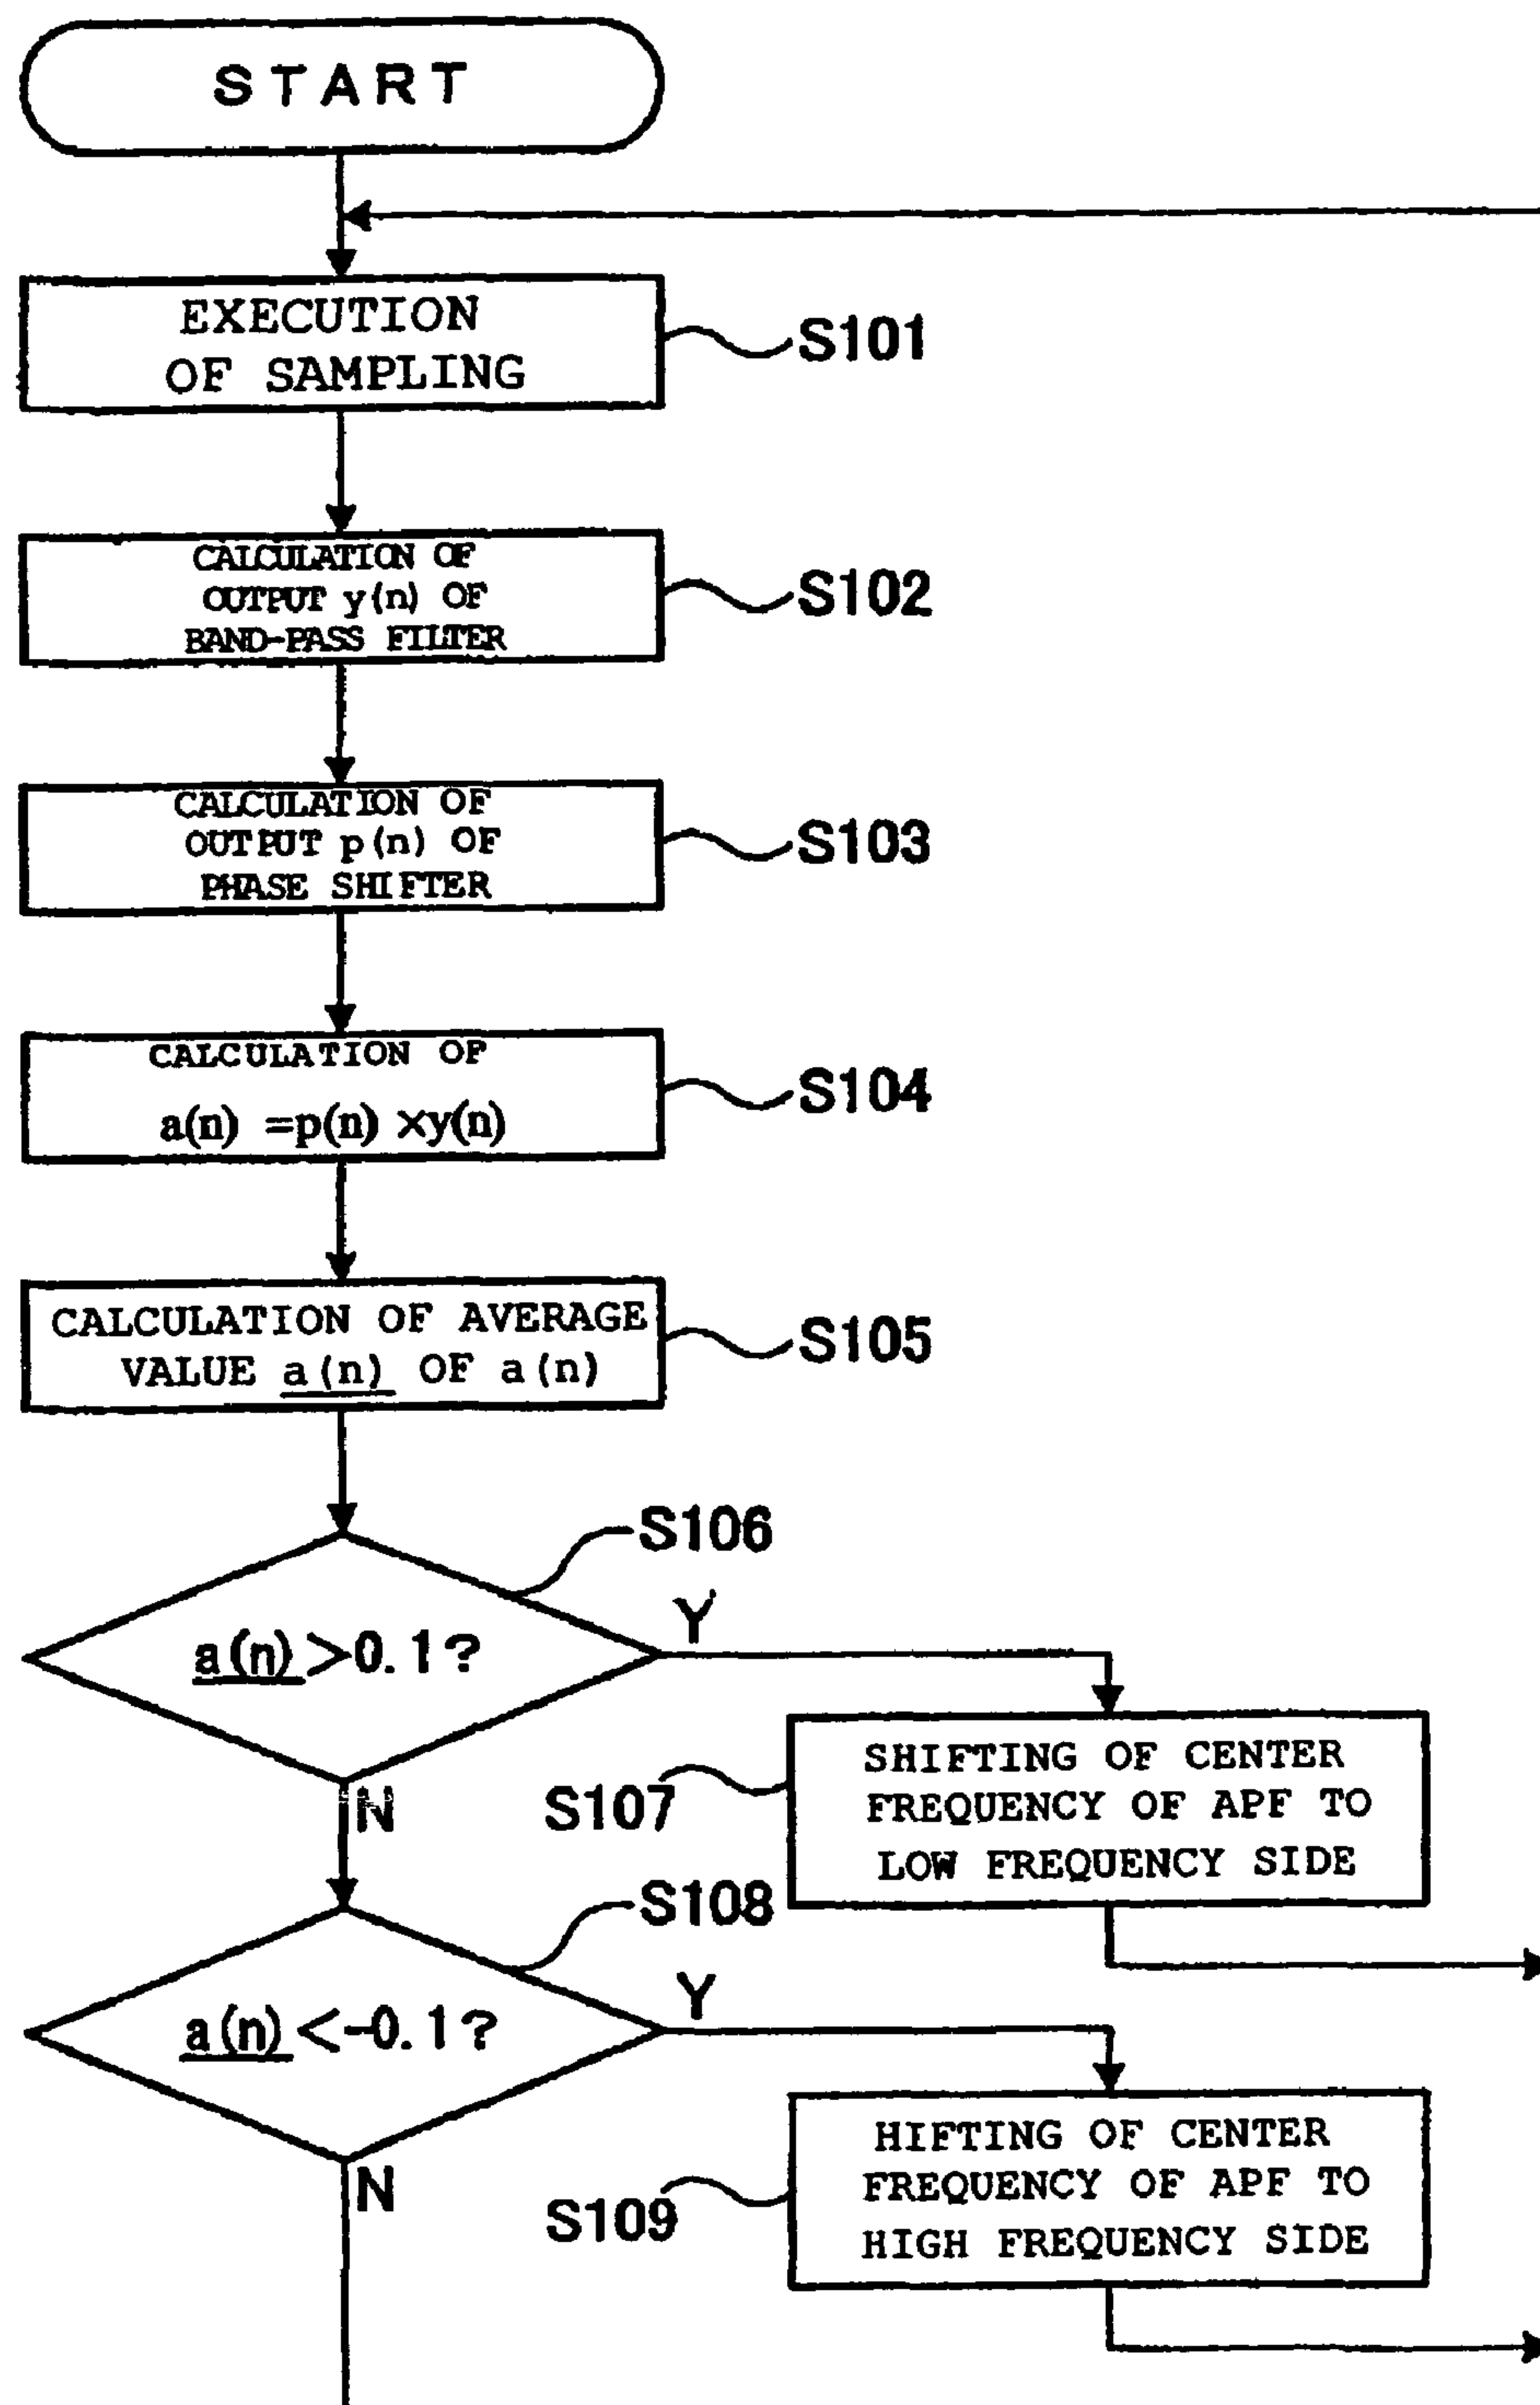 START
EXECUTION
OF SAMPLING
S101
CALCULATION OF
OUTPUT y(n) OF
BAND-PASS FILTER
S102
CALCULATION OF
OUTPUT p(n) OF
PHASE SHIFTER
S103
CALCULATION OF
a(n) =p(n) ×y(n)
S104
CALCULATION OF AVERAGE
VALUE a(n) OF a(n)
S105
S106
a(n)>0.1?
Y
N
SHIFTING OF CENTER
FREQUENCY OF APF TO
LOW FREQUENCY SIDE
S107
S108
a(n)<-0.1?
Y
N
HIFTING OF CENTER
FREQUENCY OF APF TO
HIGH FREQUENCY SIDE
S109